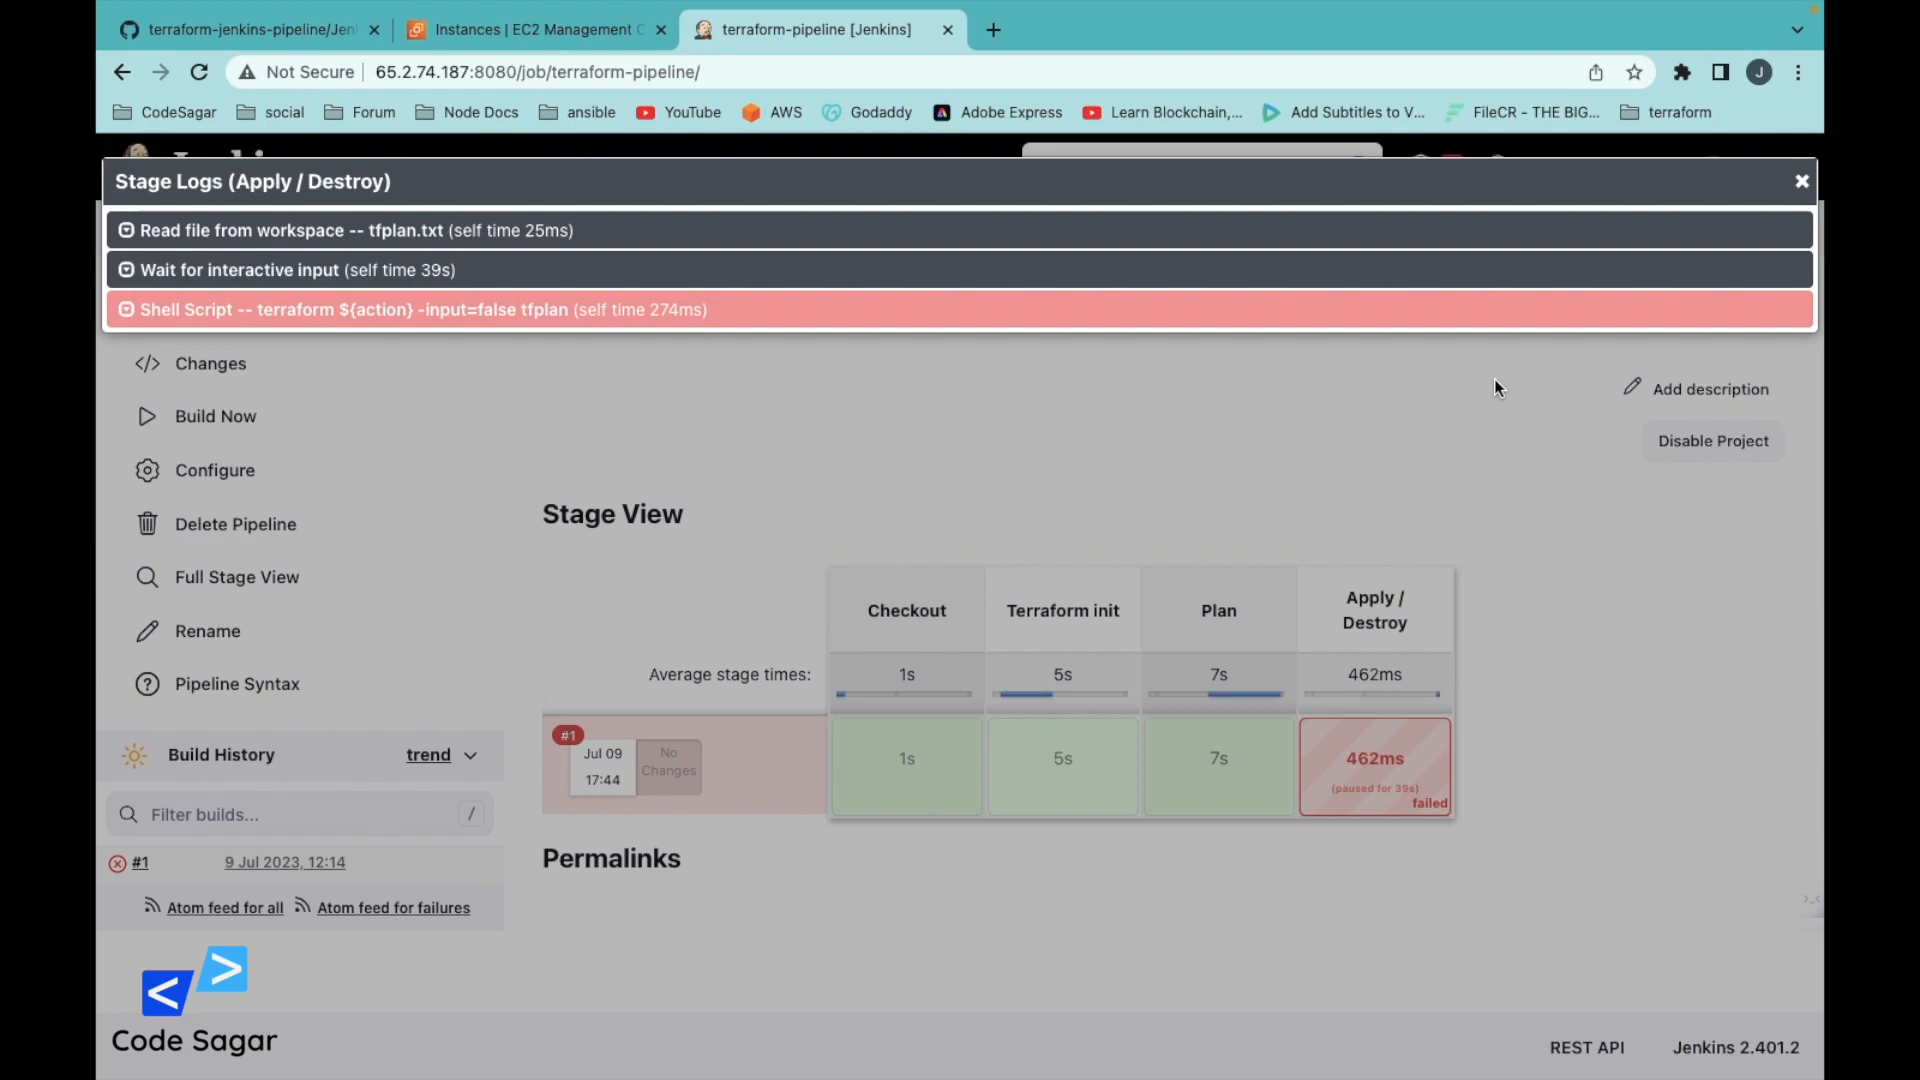 terraform-jenkins-pipeline/Jen
Instances | EC2 Management C
terraform-pipeline [Jenkins]
Not Secure
65.2.74.187:8080/job/terraform-pipeline/
J
CodeSagar
social
Forum
Node Docs
ansible
YouTube
AWS
Godaddy
Adobe Express
Learn Blockchain,...
Add Subtitles to V...
FileCR - THE BIG...
terraform
Stage Logs (Apply / Destroy)
Read file from workspace -- tfplan.txt (self time 25ms)
Wait for interactive input (self time 39s)
Shell Script -- terraform ${action} -input=false tfplan (self time 274ms)
Changes
Build Now
Configure
Delete Pipeline
Full Stage View
Rename
Pipeline Syntax
Add description
Disable Project
Stage View
Checkout
Terraform init
Plan
Apply /
Destroy
Average stage times:
1s
5s
7s
462ms
#1
Jul 09
17:44
No
Changes
1s
5s
7s
462ms
(paused for 39s)
failed
Permalinks
Build History
trend
Filter builds...
/
#1
9 Jul 2023, 12:14
Atom feed for all
Atom feed for failures
Code Sagar
REST API
Jenkins 2.401.2